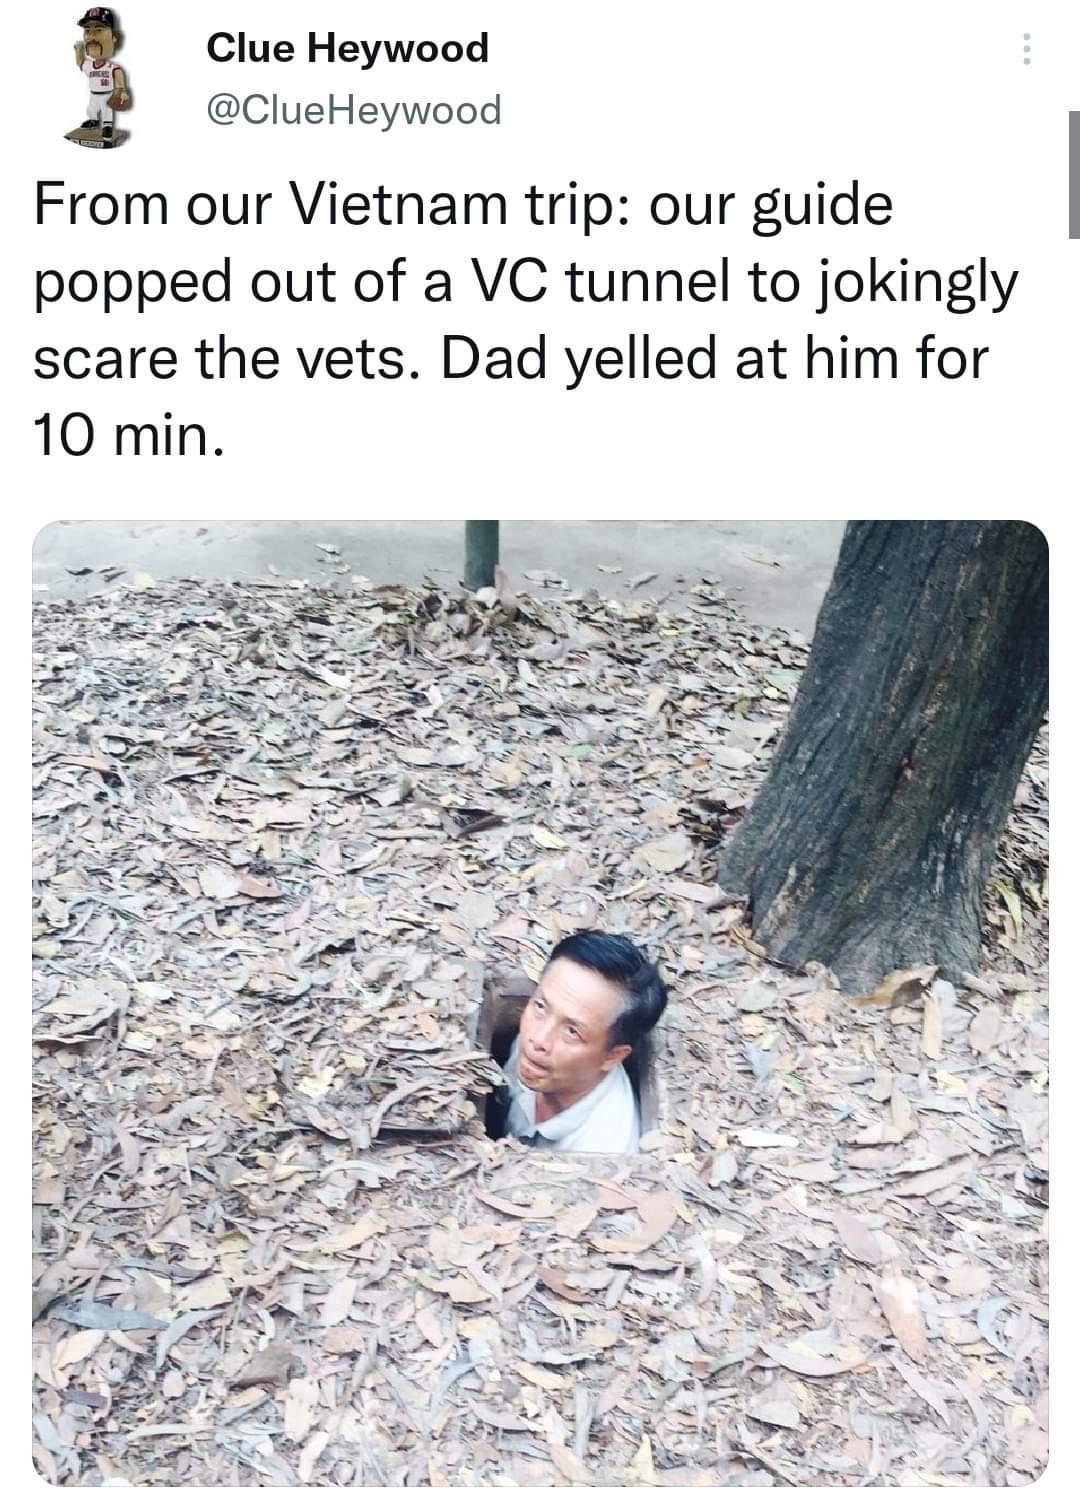 Clue Heywood
@ClueHeywood
From our Vietnam trip: our guide
popped out of a VC tunnel to jokingly
scare the vets. Dad yelled at him for
10 min.